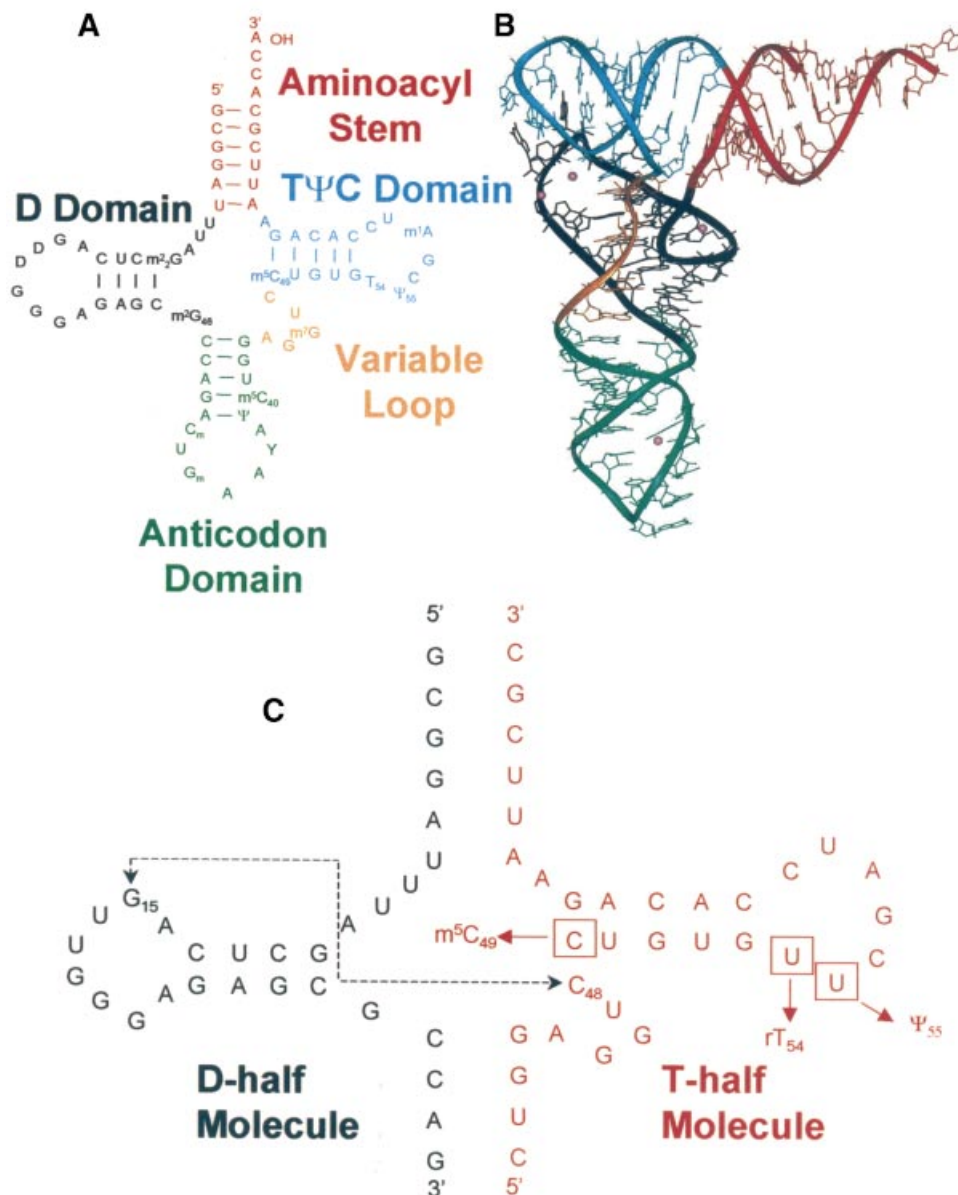 A
B
3'
A
OH
C
C
A
C
G
C
U
U
A
5'
G
C
G
G
A
U
U
Aminoacyl
Stem
TΨC Domain
D Domain
U
U
A
D D G A C U C m²₂G
G G G A G A G C
m²G₄₆
A G A C A C C U m¹A
G
C
m⁵C₄₉ U G U G T₅₄ Ψ₅₅
C
U
m⁷G
G
A
Variable
Loop
C G
C G
A U
G m⁵C₄₀
A Ψ
Cm A
U Y
Gm A
A
Anticodon
Domain
C
5' 3'
G C
C G
G C
G U
A U
U A
U A
U
A
G₁₅ A C U C G
U
U
G G G A G A G C
G
G A C A C C U A
G
C
m⁵C₄₉ C U G U G U U
C₄₈
U
G
G
A
rT₅₄
Ψ₅₅
C G
C G
A U
G C
3' 5'
D-half
Molecule
T-half
Molecule